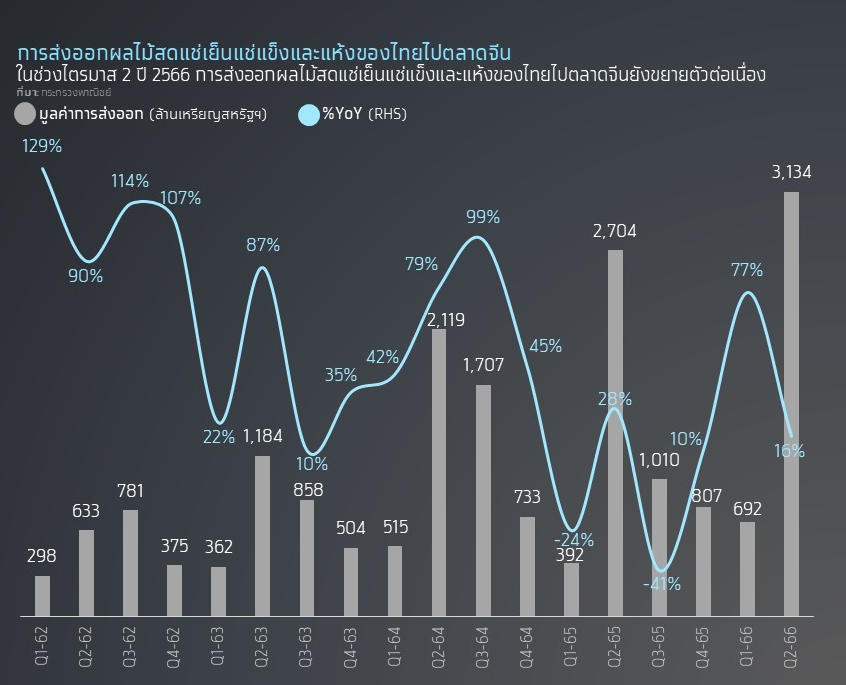 การส่งออกผลไม้สดแช่เย็นแช่แข็งและแห้งของไทยไปตลาดจีน
ในช่วงไตรมาส 2 ปี 2566 การส่งออกผลไม้สดแช่เย็นแช่แข็งและแห้งของไทยไปตลาดจีนยังขยายตัวต่อเนื่อง
ที่มา: กระทรวงพาณิชย์
มูลค่าการส่งออก (ล้านเหรียญสหรัฐฯ) %YoY (RHS)
129%
90%
114%
107%
22%
87%
10%
35%
42%
79%
99%
45%
-24%
28%
-41%
10%
77%
16%
298
633
781
375
362
1,184
858
504
515
2,119
1,707
733
392
2,704
1,010
807
692
3,134
Q1-62
Q2-62
Q3-62
Q4-62
Q1-63
Q2-63
Q3-63
Q4-63
Q1-64
Q2-64
Q3-64
Q4-64
Q1-65
Q2-65
Q3-65
Q4-65
Q1-66
Q2-66